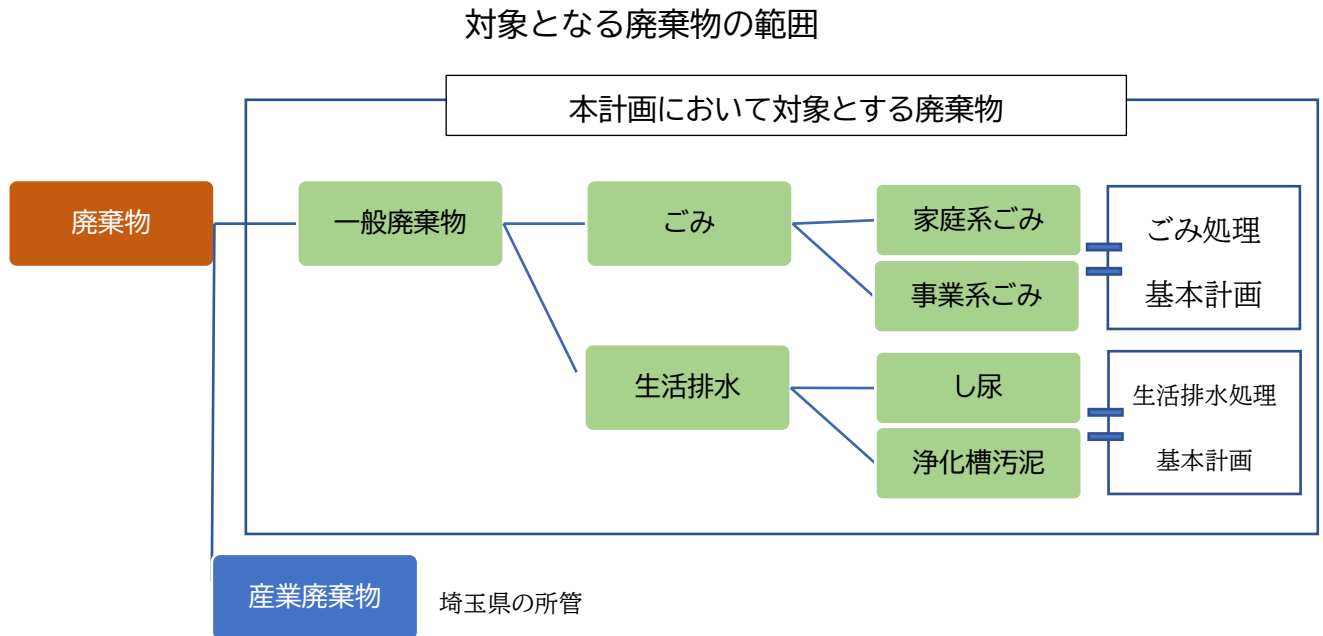 対象となる廃棄物の範囲
本計画において対象とする廃棄物
廃棄物
一般廃棄物
ごみ
家庭系ごみ
事業系ごみ
ごみ処理
基本計画
生活排水
し尿
浄化槽汚泥
生活排水処理
基本計画
産業廃棄物
埼玉県の所管